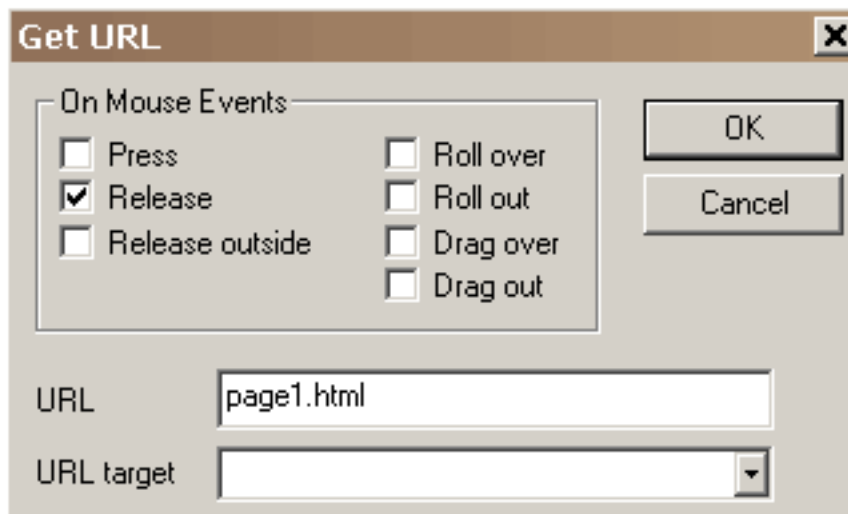 Get URL
On Mouse Events
Press
Release
Release outside
Roll over
Roll out
Drag over
Drag out
OK
Cancel
URL
page1.html
URL target